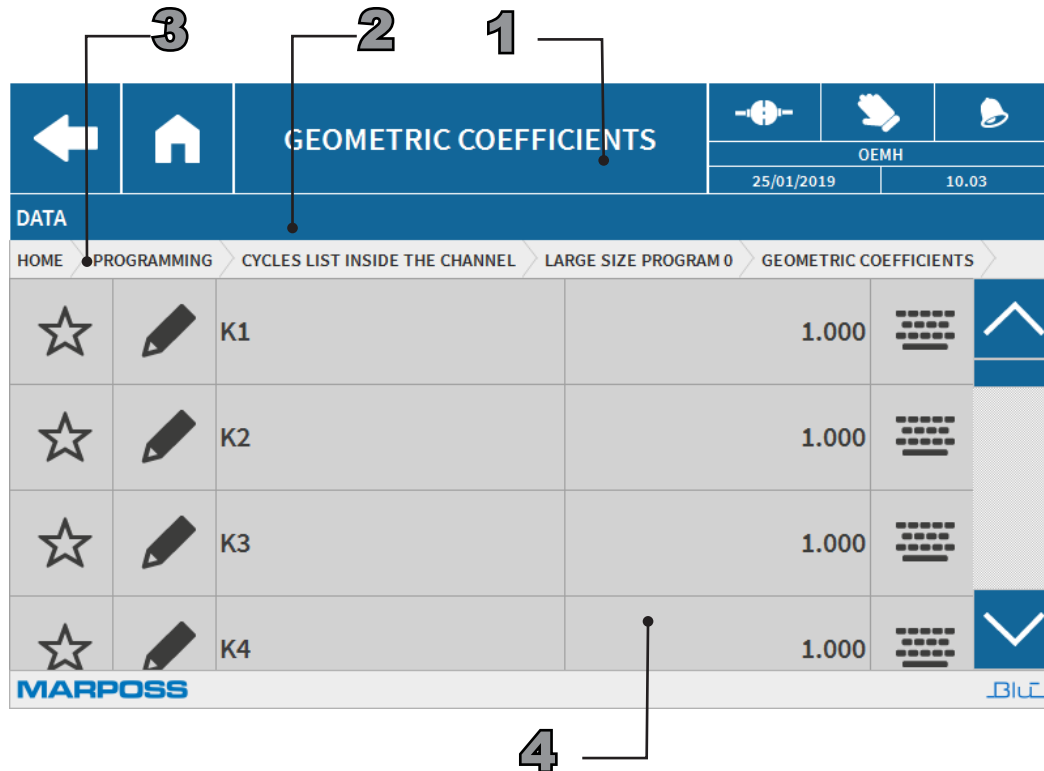 3 2 1
GEOMETRIC COEFFICIENTS
OEMH
25/01/2019 10.03
DATA
HOME PROGRAMMING CYCLES LIST INSIDE THE CHANNEL LARGE SIZE PROGRAM 0 GEOMETRIC COEFFICIENTS
K1 1.000
K2 1.000
K3 1.000
K4 1.000
MARPOSS Blú
4